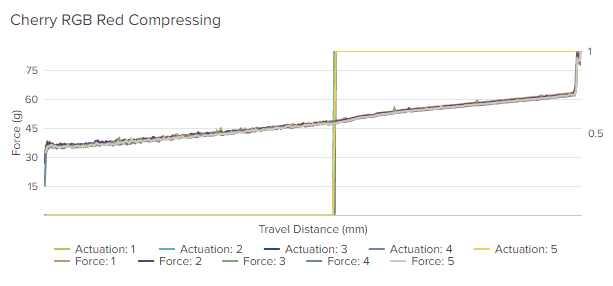 Cherry RGB Red Compressing
75
60
45
30
15
Force (g)
1
0.5
Travel Distance (mm)
Actuation: 1 Actuation: 2 Actuation: 3 Actuation: 4 Actuation: 5
Force: 1 Force: 2 Force: 3 Force: 4 Force: 5